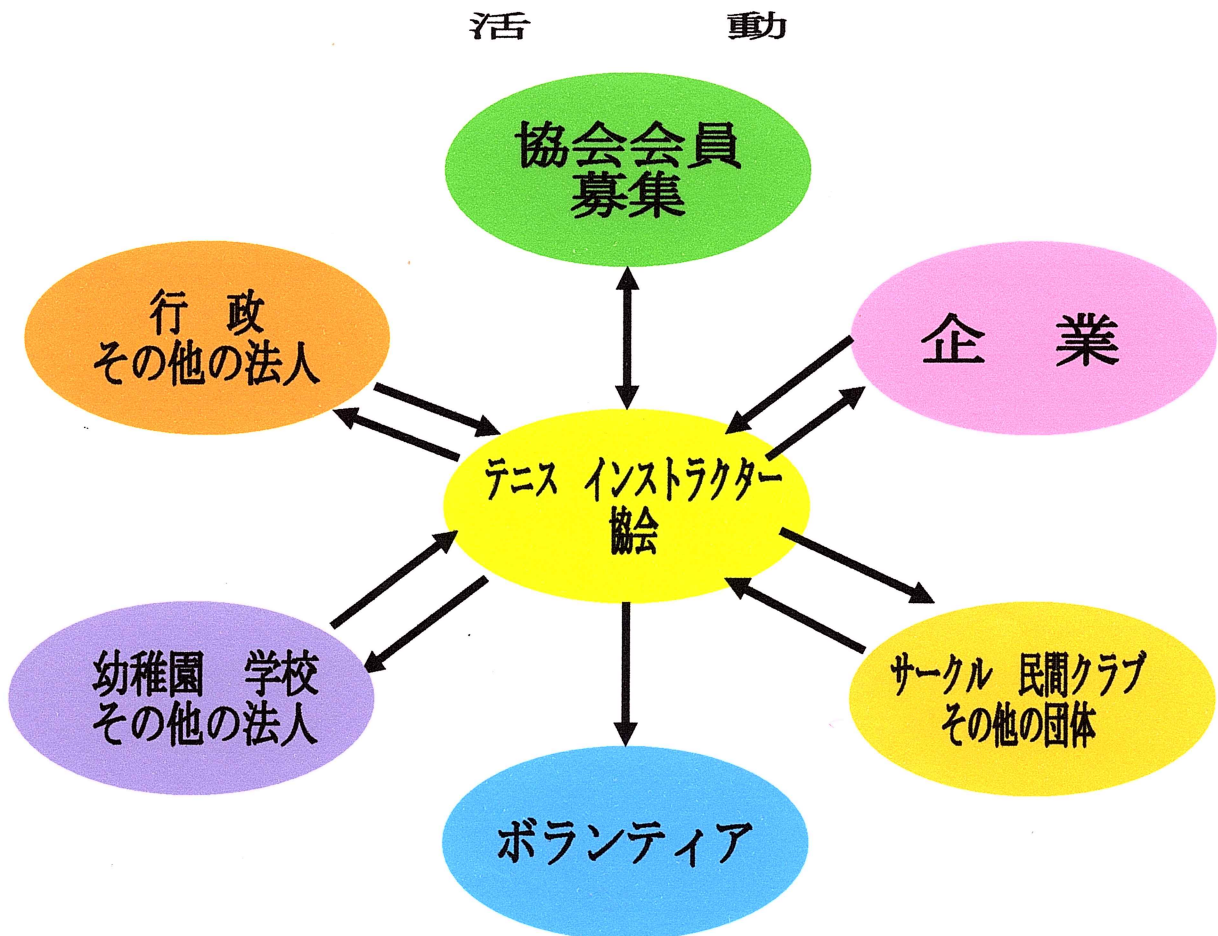 活　動
協会会員
募集
行　政
その他の法人
企　業
テニス　インストラクター
協会
幼稚園　学校
その他の法人
サークル　民間クラブ
その他の団体
ボランティア